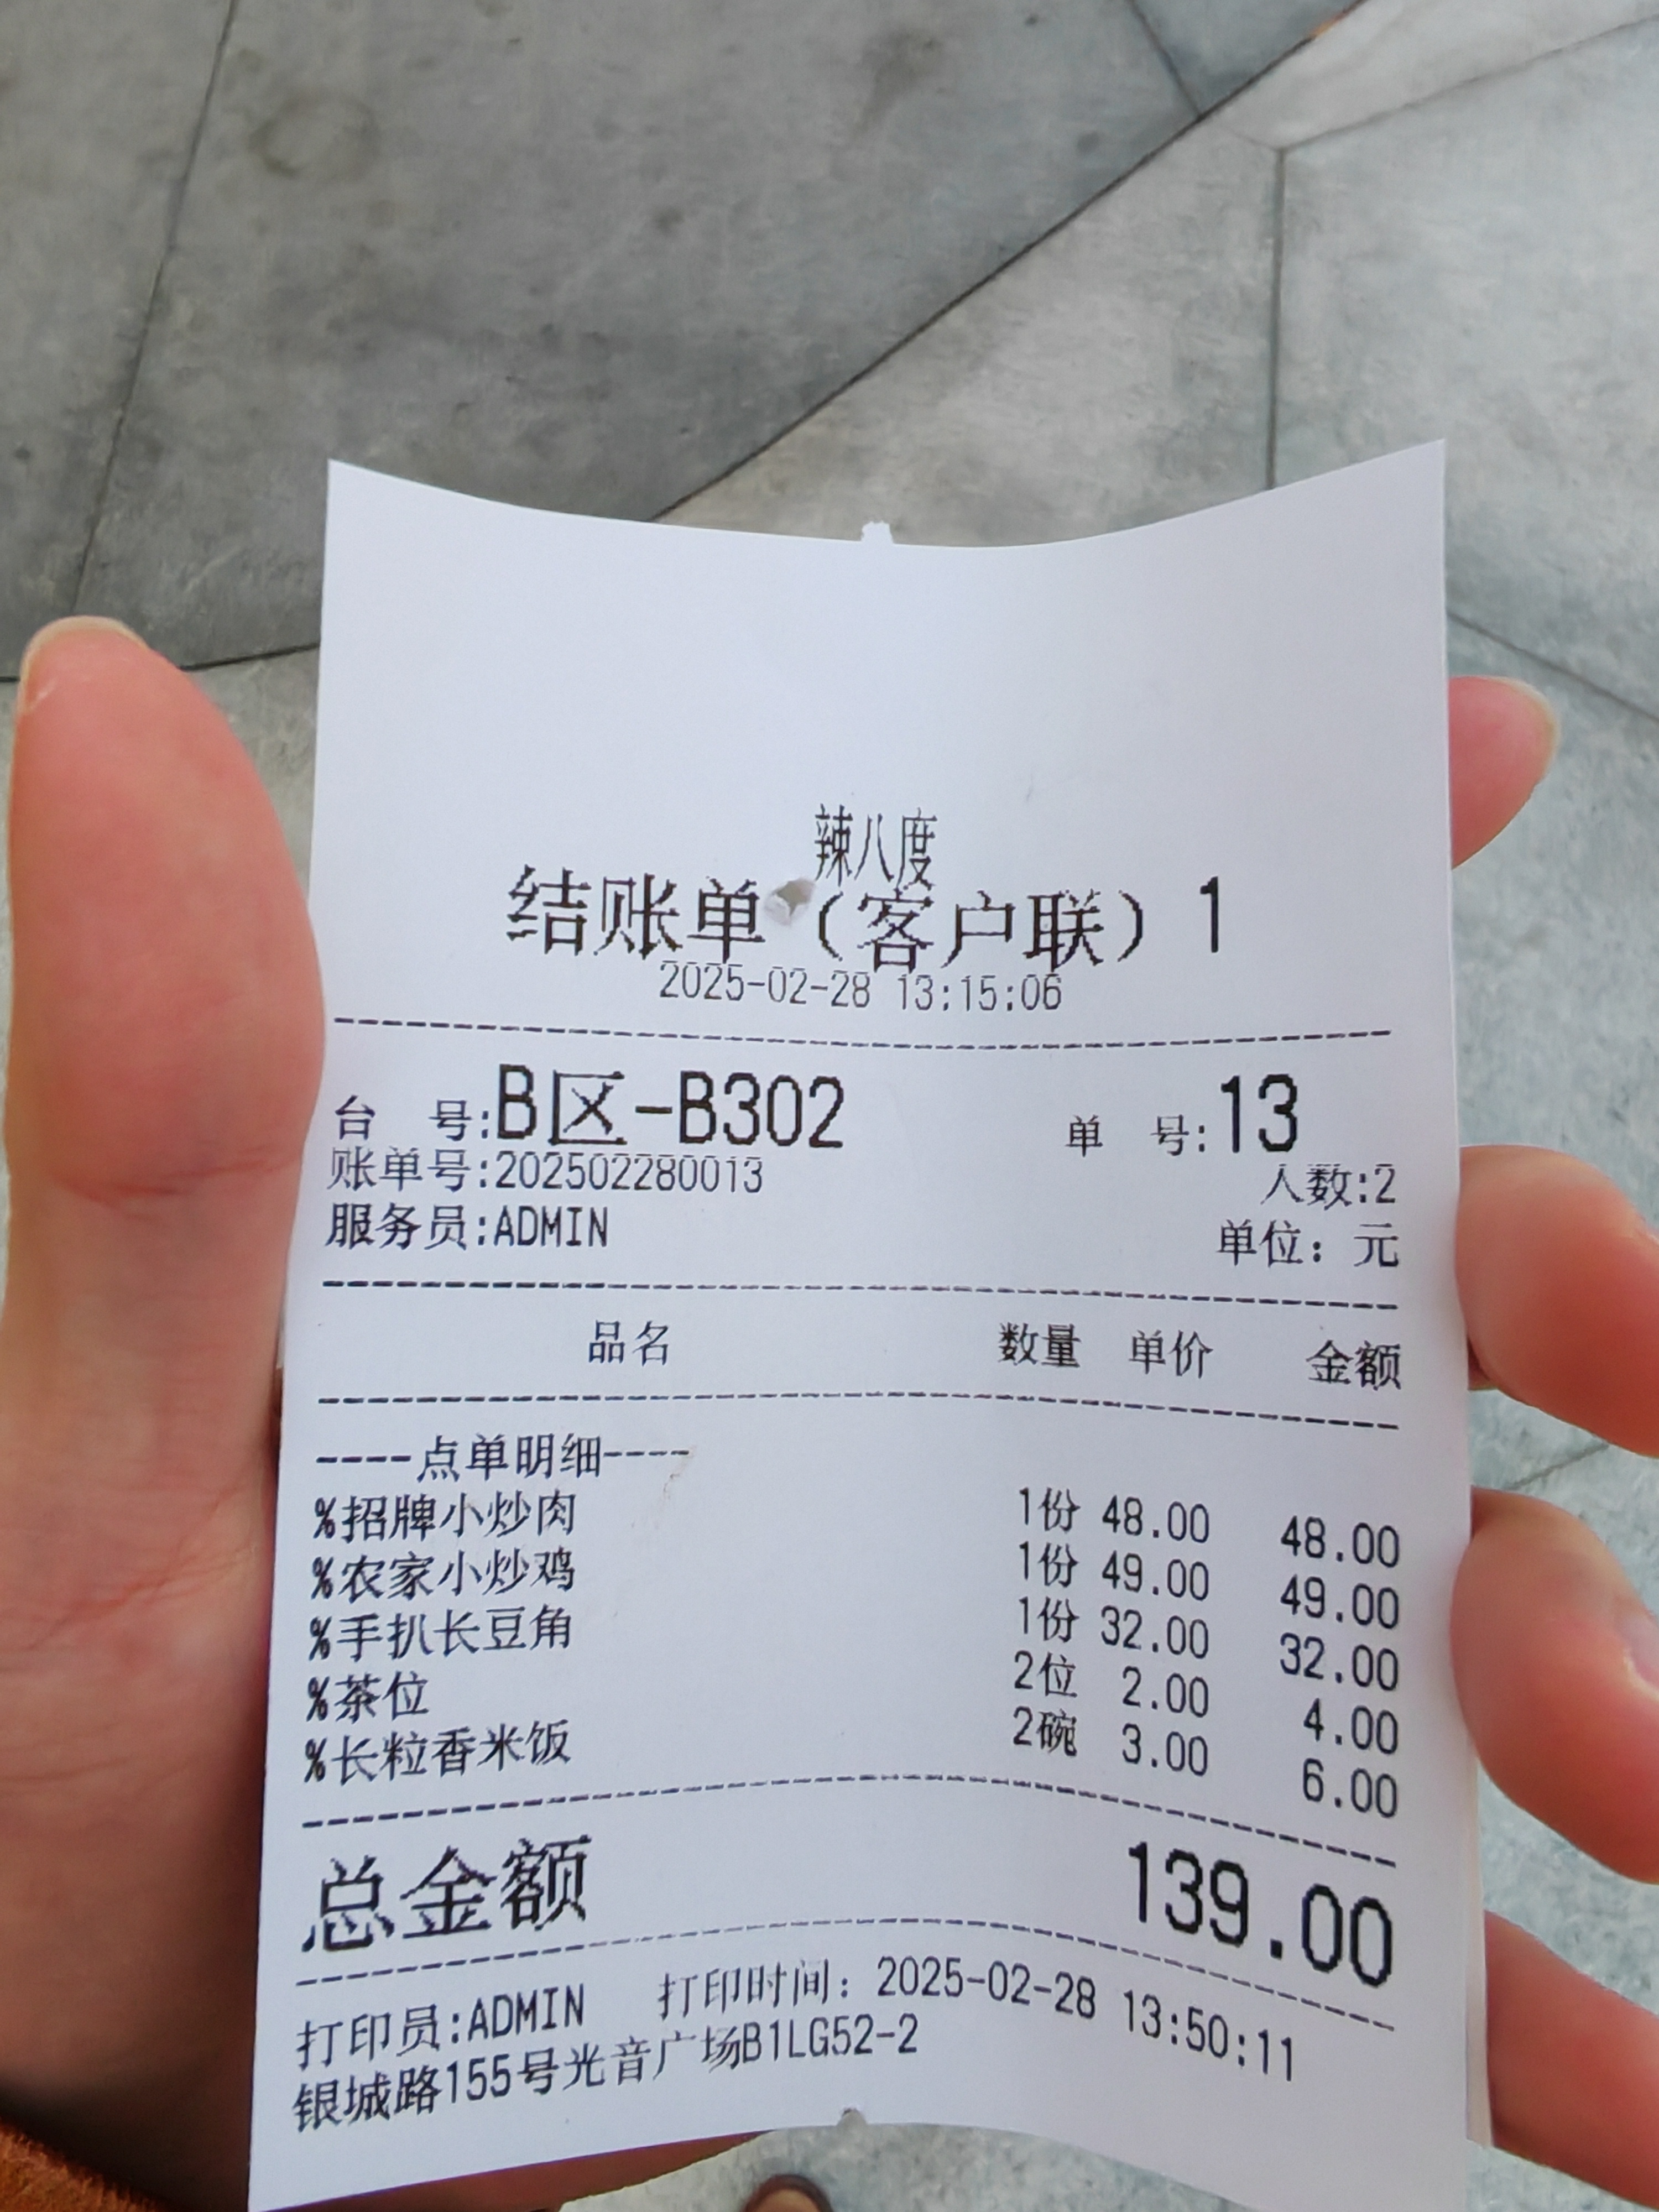 辣八度
结账单（客户联）1
2025-02-28 13:15:06
台 号:B区-B302 单 号:13
账单号:202502280013 人数:2
服务员:ADMIN 单位：元
品名 数量 单价 金额
----点单明细----
%招牌小炒肉 1份 48.00 48.00
%农家小炒鸡 1份 49.00 49.00
%手扒长豆角 1份 32.00 32.00
%茶位 2位 2.00 4.00
%长粒香米饭 2碗 3.00 6.00
总金额 139.00
打印员:ADMIN 打印时间：2025-02-28 13:50:11
银城路155号光音广场B1LG52-2